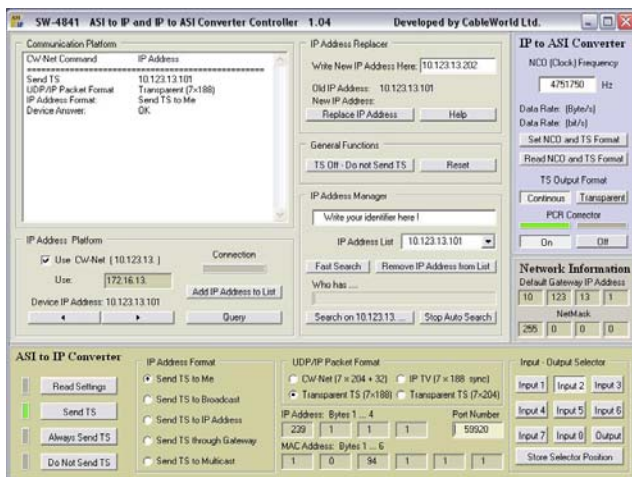 SW-4841 ASI to IP and IP to ASI Converter Controller 1.04 Developed by CableWorld Ltd.
Communication Platform
CW-Net Command IP Address
Send TS 10.123.13.101
UDP/IP Packet Format Transparent (7×188)
IP Address Format: Send TS to Me
Device Answer: OK
IP Address Platform
Use CW-Net (10.123.13. )
Connection
Use: 172.16.13.
Add IP Address to List
Device IP Address: 10.123.13.101
Query
IP Address Replacer
Write New IP Address Here: 10.123.13.202
Old IP Address: 10.123.13.101
New IP Address:
Replace IP Address Help
General Functions
TS Off - Do not Send TS Reset
IP Address Manager
Write your identifier here !
IP Address List 10.123.13.101
Fast Search Remove IP Address from List
Who has ....
Search on 10.123.13. ... Stop Auto Search
IP to ASI Converter
NCO (Clock) Frequency
4751750 Hz
Data Rate: (Byte/s)
Data Rate: (bit/s)
Set NCO and TS Format
Read NCO and TS Format
TS Output Format
Continous Transparent
PCR Corrector
On Off
Network Information
Default Gateway IP Address
10 123 13 1
NetMask
255 0 0 0
ASI to IP Converter
Read Settings
Send TS
Always Send TS
Do Not Send TS
IP Address Format
Send TS to Me
Send TS to Broadcast
Send TS to IP Address
Send TS through Gateway
Send TS to Multicast
UDP/IP Packet Format
CW-Net (7 × 204 + 32) IP TV (7 × 188 sync)
Transparent TS (7×188) Transparent TS (7×204)
IP Address: Bytes 1 ... 4 Port Number
239 1 1 1 59920
MAC Address: Bytes 1 ... 6
1 0 94 1 1 1
Input - Output Selector
Input 1 Input 2 Input 3
Input 4 Input 5 Input 6
Input 7 Input 8 Output
Store Selector Position